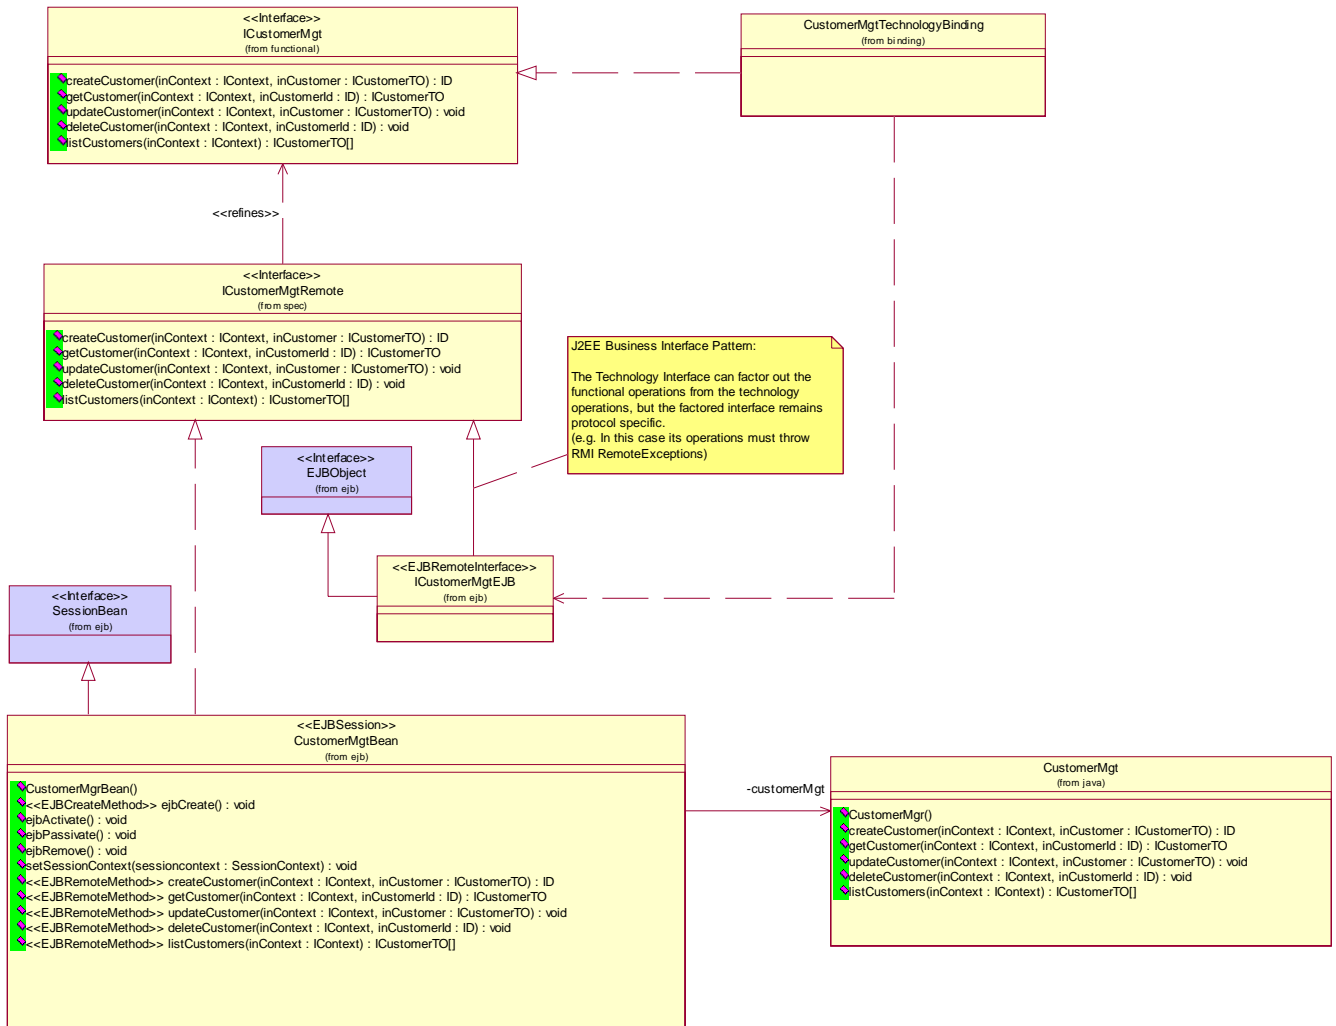 <<Interface>>
ICustomerMgt
(from functional)
createCustomer(inContext : IContext, inCustomer : ICustomerTO) : ID
getCustomer(inContext : IContext, inCustomerId : ID) : ICustomerTO
updateCustomer(inContext : IContext, inCustomer : ICustomerTO) : void
deleteCustomer(inContext : IContext, inCustomerId : ID) : void
listCustomers(inContext : IContext) : ICustomerTO[]
CustomerMgtTechnologyBinding
(from binding)
<<refines>>
<<Interface>>
ICustomerMgtRemote
(from spec)
createCustomer(inContext : IContext, inCustomer : ICustomerTO) : ID
getCustomer(inContext : IContext, inCustomerId : ID) : ICustomerTO
updateCustomer(inContext : IContext, inCustomer : ICustomerTO) : void
deleteCustomer(inContext : IContext, inCustomerId : ID) : void
listCustomers(inContext : IContext) : ICustomerTO[]
J2EE Business Interface Pattern:
The Technology Interface can factor out the
functional operations from the technology
operations, but the factored interface remains
protocol specific.
(e.g. In this case its operations must throw
RMI RemoteExceptions)
<<Interface>>
EJBObject
(from ejb)
<<EJBRemoteInterface>>
ICustomerMgtEJB
(from ejb)
<<Interface>>
SessionBean
(from ejb)
<<EJBSession>>
CustomerMgtBean
(from ejb)
CustomerMgrBean()
<<EJBCreateMethod>> ejbCreate() : void
ejbActivate() : void
ejbPassivate() : void
ejbRemove() : void
setSessionContext(sessioncontext : SessionContext) : void
<<EJBRemoteMethod>> createCustomer(inContext : IContext, inCustomer : ICustomerTO) : ID
<<EJBRemoteMethod>> getCustomer(inContext : IContext, inCustomerId : ID) : ICustomerTO
<<EJBRemoteMethod>> updateCustomer(inContext : IContext, inCustomer : ICustomerTO) : void
<<EJBRemoteMethod>> deleteCustomer(inContext : IContext, inCustomerId : ID) : void
<<EJBRemoteMethod>> listCustomers(inContext : IContext) : ICustomerTO[]
-customerMgt
CustomerMgt
(from java)
CustomerMgr()
createCustomer(inContext : IContext, inCustomer : ICustomerTO) : ID
getCustomer(inContext : IContext, inCustomerId : ID) : ICustomerTO
updateCustomer(inContext : IContext, inCustomer : ICustomerTO) : void
deleteCustomer(inContext : IContext, inCustomerId : ID) : void
listCustomers(inContext : IContext) : ICustomerTO[]